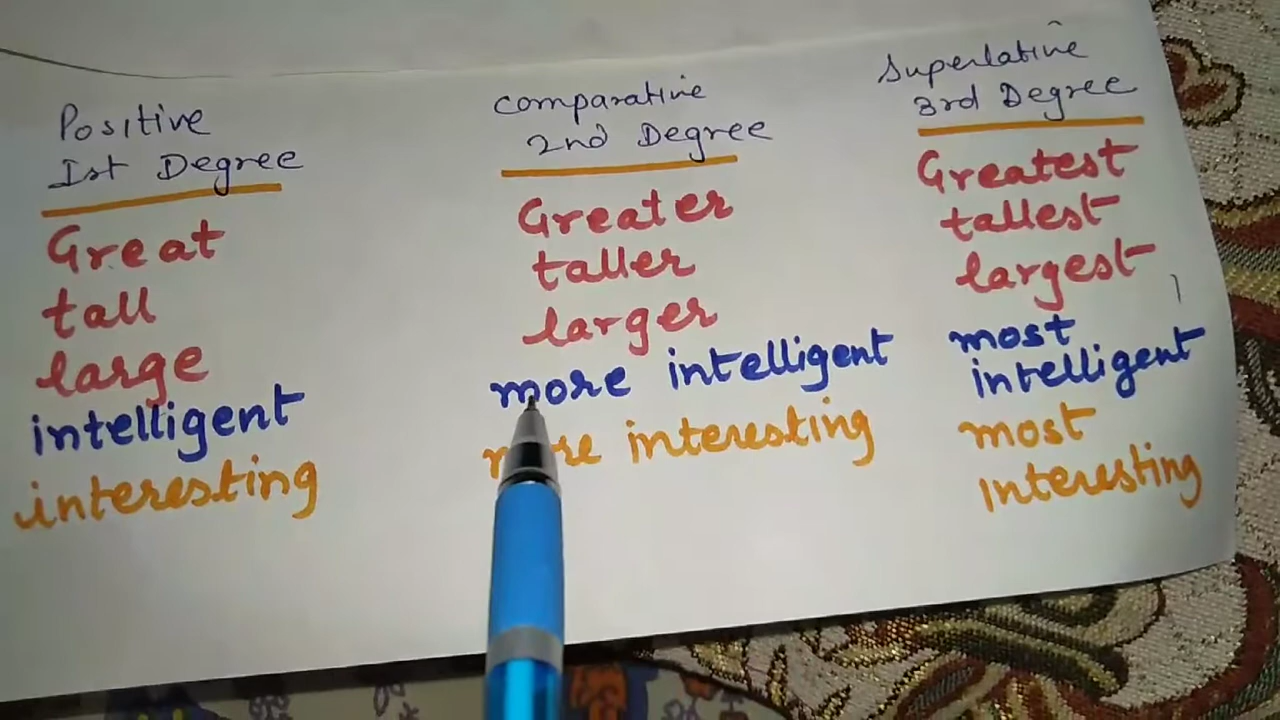 Positive
Ist Degree
Great
tall
large
intelligent
interesting
Comparative
2nd Degree
Greater
taller
larger
more intelligent
more interesting
Superlative
3rd Degree
Greatest
tallest
largest
most
intelligent
most
interesting